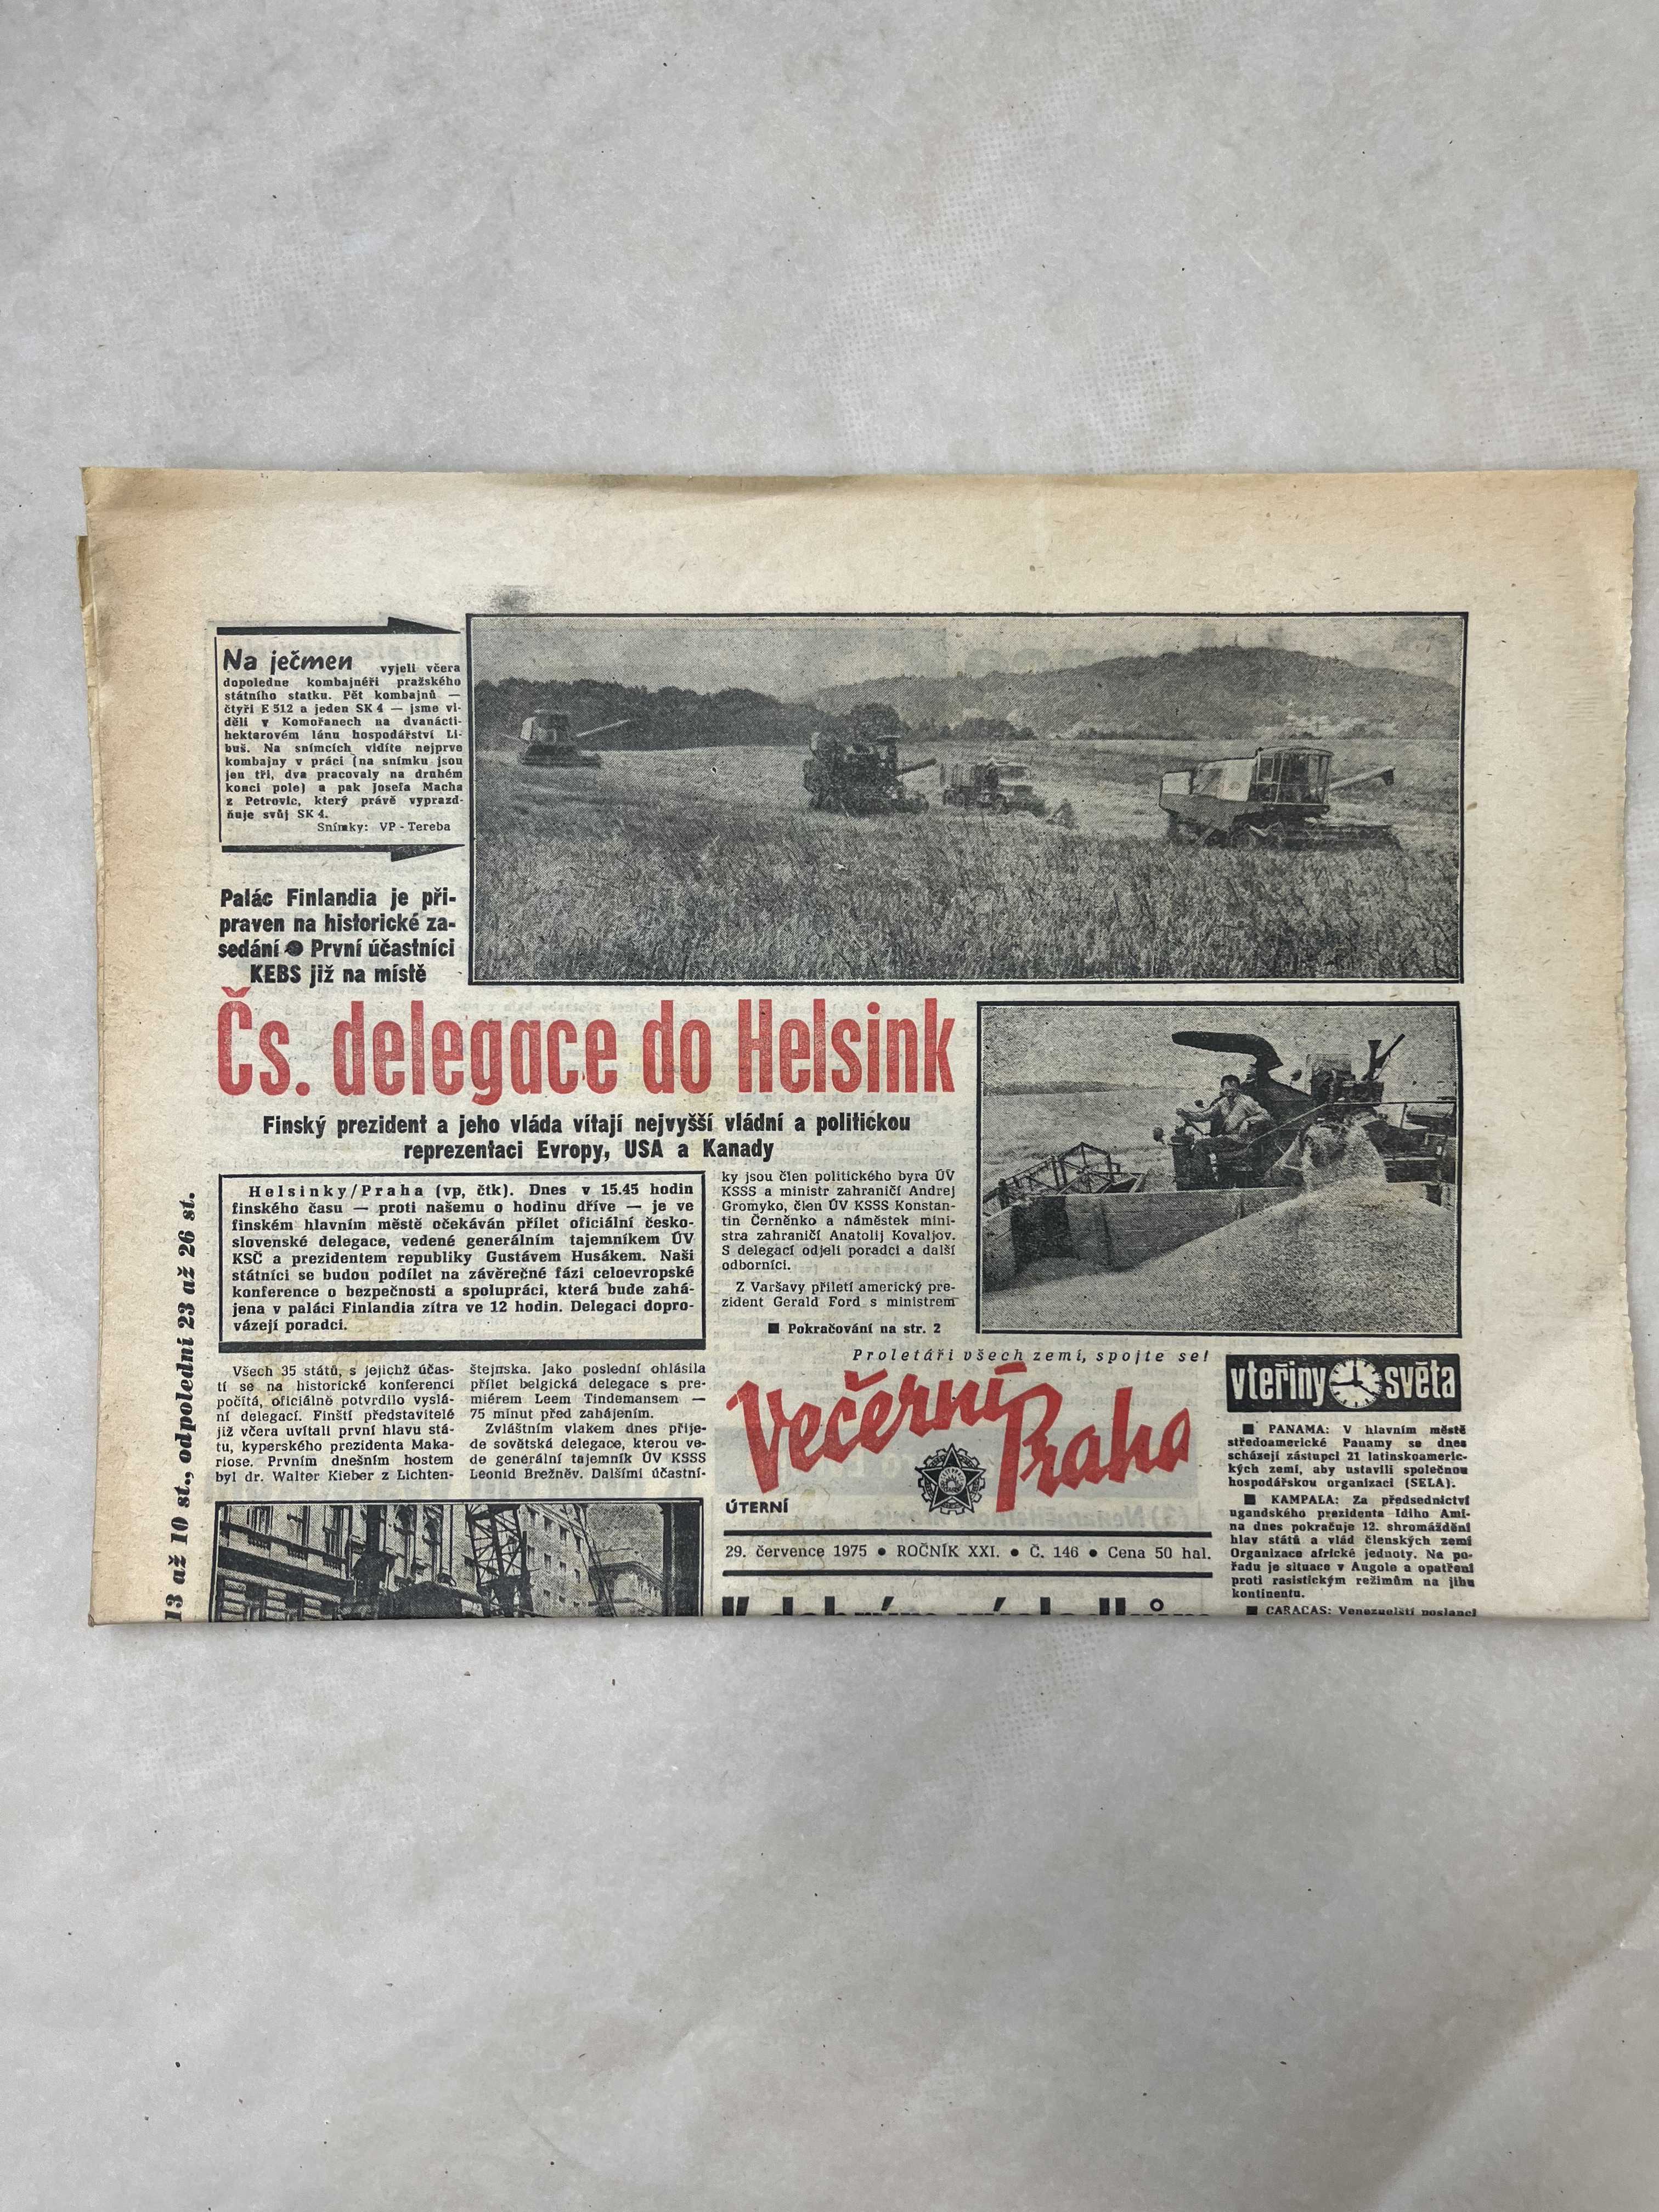 Na ječmen vyjeli včera
dopoledne kombajnéři pražského
státního statku. Pět kombajnů —
čtyři E 512 a jeden SK 4 — jsme vi-
děli v Komořanech na dvanácti-
hektarovém lánu hospodářství Li-
buš. Na snímcích vidíte nejprve
kombajny v práci (na snímku jsou
jen tři, dva pracovaly na druhém
konci pole) a pak Josefa Macha
z Petrovic, který právě vyprazd-
ňuje svůj SK 4.
Snímky: VP - Tereba
Palác Finlandia je při-
praven na historické za-
sedání ● První účastníci
KEBS již na místě
Čs. delegace do Helsink
Finský prezident a jeho vláda vítají nejvyšší vládní a politickou
reprezentaci Evropy, USA a Kanady
Helsinky/Praha (vp, čtk). Dnes v 15.45 hodin
finského času — proti našemu o hodinu dříve — je ve
finském hlavním městě očekáván přílet oficiální česko-
slovenské delegace, vedené generálním tajemníkem ÚV
KSČ a prezidentem republiky Gustávem Husákem. Naši
státníci se budou podílet na závěrečné fázi celoevropské
konference o bezpečnosti a spolupráci, která bude zahá-
jena v paláci Finlandia zítra ve 12 hodin. Delegaci dopro-
vázejí poradci.
Všech 35 států, s jejichž účas-
tí se na historické konferenci
počítá, oficiálně potvrdilo vyslá-
ní delegací. Finští představitelé
již včera uvítali první hlavu stá-
tu, kyperského prezidenta Maka-
riose. Prvním dnešním hostem
byl dr. Walter Kieber z Lichten-
štejnska. Jako poslední ohlásila
přílet belgická delegace s pre-
miérem Leem Tindemansem —
75 minut před zahájením.
Zvláštním vlakem dnes přije-
de sovětská delegace, kterou ve-
de generální tajemník ÚV KSSS
Leonid Brežněv. Dalšími účastní-
ky jsou člen politického byra ÚV
KSSS a ministr zahraničí Andrej
Gromyko, člen ÚV KSSS Konstan-
tin Černěnko a náměstek mini-
stra zahraničí Anatolij Kovaljov.
S delegací odjeli poradci a další
odborníci.
Z Varšavy přiletí americký pre-
zident Gerald Ford s ministrem
■ Pokračování na str. 2
13 až 10 st., odpolední 23 až 26 st.
Proletáři všech zemí, spojte se!
Večerní Praha
ÚTERNÍ
29. července 1975 ● ROČNÍK XXI. ● Č. 146 ● Cena 50 hal.
K dobrým výsledkům
vteřiny světa
■ PANAMA: V hlavním městě
středoamerické Panamy se dnes
scházejí zástupci 21 latinskoameric-
kých zemí, aby ustavili společnou
hospodářskou organizaci (SELA).
■ KAMPALA: Za předsednictví
ugandského prezidenta Idiho Ami-
na dnes pokračuje 12. shromáždění
hlav států a vlád členských zemí
Organizace africké jednoty. Na po-
řadu je situace v Angole a opatření
proti rasistickým režimům na jihu
kontinentu.
■ CARACAS: Venezuelští poslanci